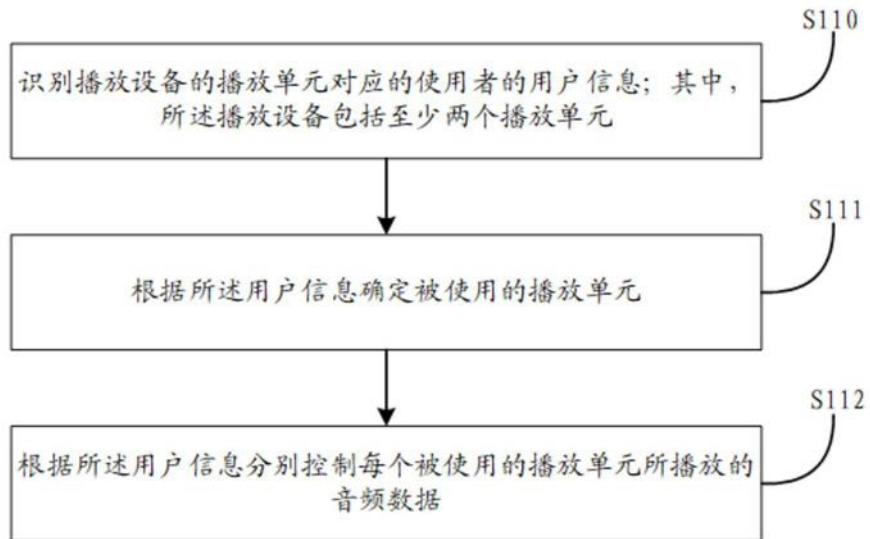 S110
识别播放设备的播放单元对应的使用者的用户信息；其中，
所述播放设备包括至少两个播放单元
S111
根据所述用户信息确定被使用的播放单元
S112
根据所述用户信息分别控制每个被使用的播放单元所播放的
音频数据